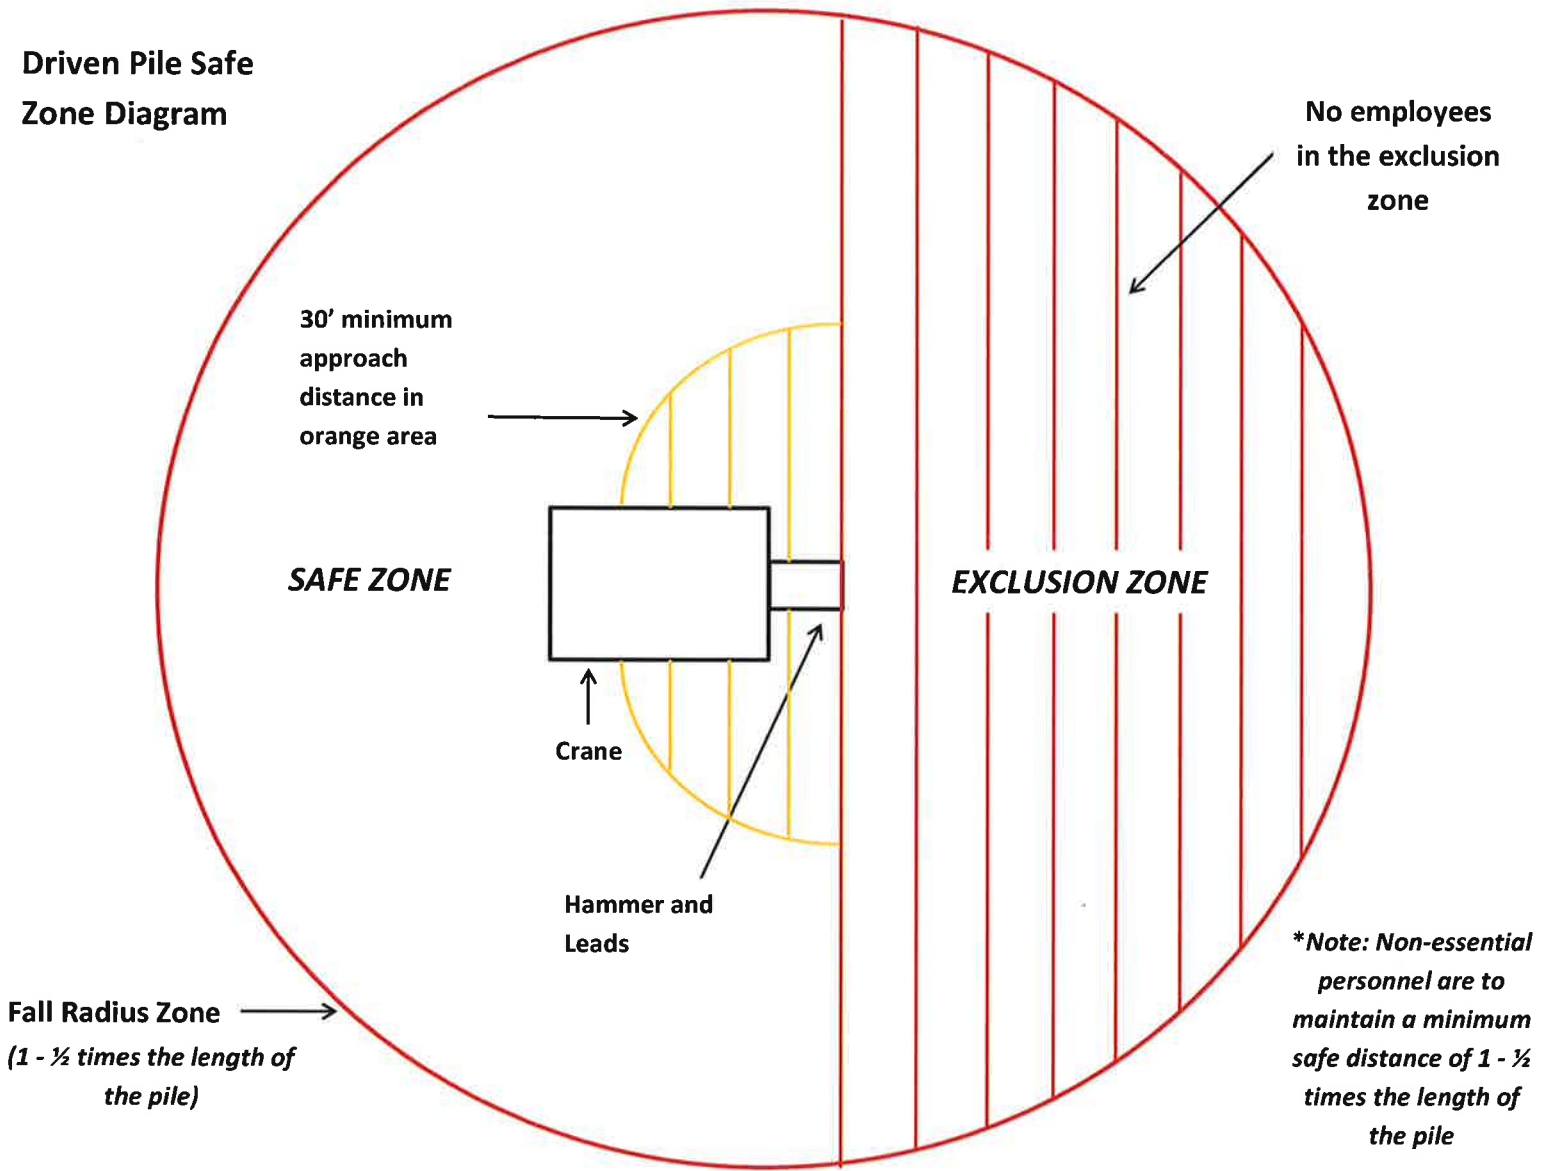 Driven Pile Safe
Zone Diagram
No employees
in the exclusion
zone
30’ minimum
approach
distance in
orange area
SAFE ZONE
EXCLUSION ZONE
Crane
Hammer and
Leads
Fall Radius Zone
(1 - ½ times the length of
the pile)
*Note: Non-essential
personnel are to
maintain a minimum
safe distance of 1 - ½
times the length of
the pile